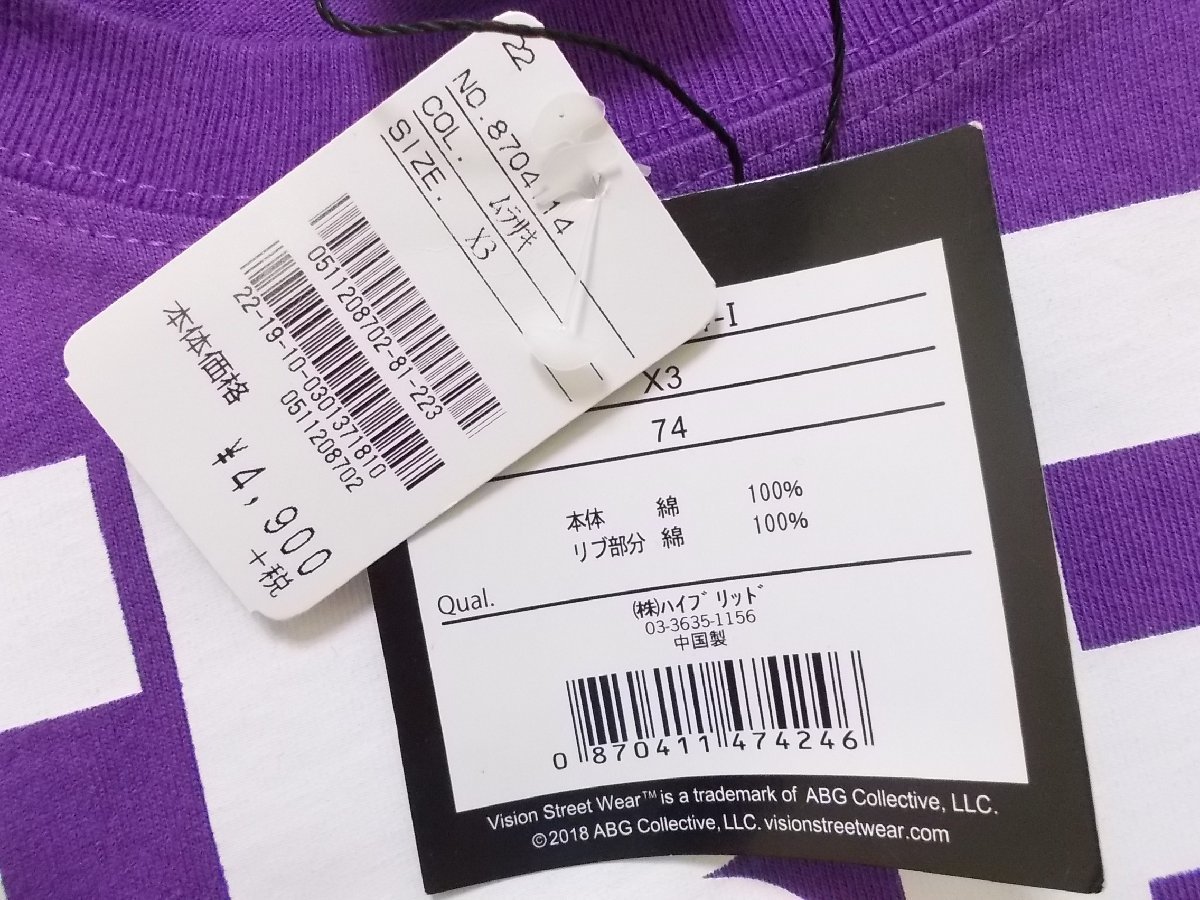 22
NO. 8704114
COL. ムラサキ
SIZE. X3
0511208702-81-223
22-19-10-0301371810
0511208702
本体価格 ¥4,900
+税
-I
X3
74
本体 綿 100%
リブ部分 綿 100%
Qual.
(株)ハイブリッド
03-3635-1156
中国製
0 870411 474246
Vision Street Wear™ is a trademark of ABG Collective, LLC.
©2018 ABG Collective, LLC. visionstreetwear.com